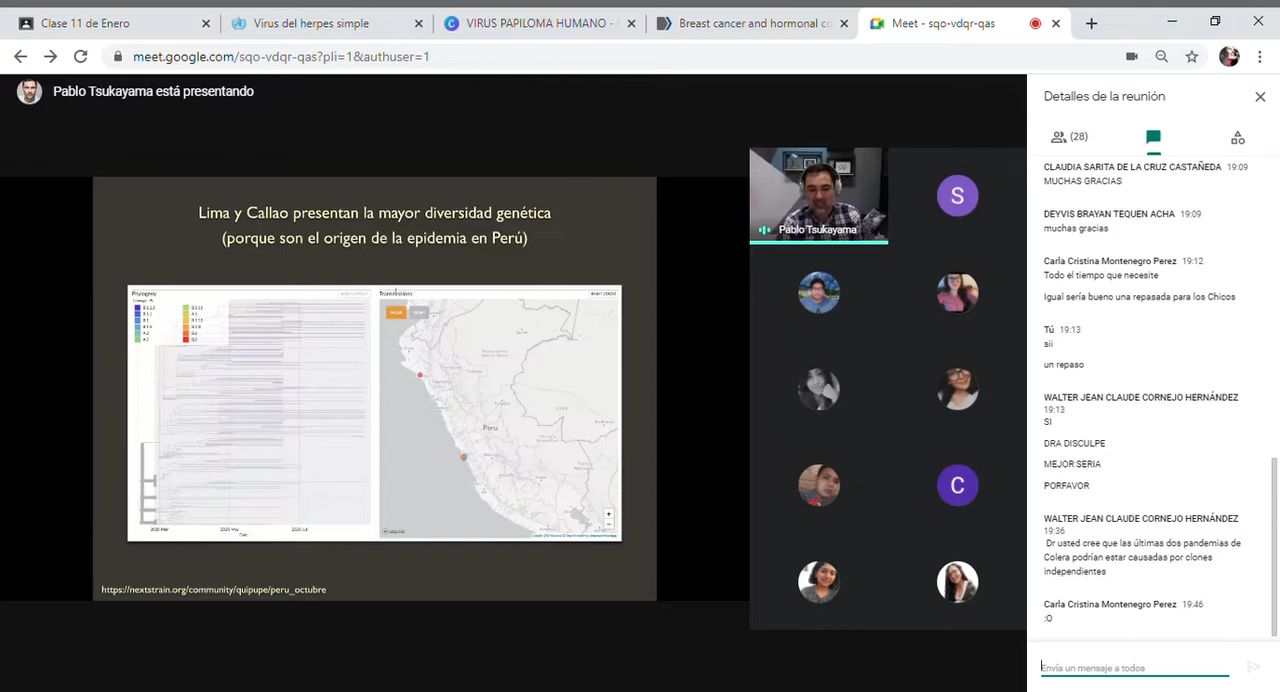 Clase 11 de Enero
Virus del herpes simple
VIRUS PAPILOMA HUMANO -
Breast cancer and hormonal co
Meet - sqo-vdqr-qas
meet.google.com/sqo-vdqr-qas?pli=1&authuser=1
Pablo Tsukayama está presentando
Lima y Callao presentan la mayor diversidad genética
(porque son el origen de la epidemia en Perú)
Phylogeny
Transmissions
Peru
https://nextstrain.org/community/quipupe/peru_octubre
Pablo Tsukayama
S
C
Detalles de la reunión
(28)
CLAUDIA SARITA DE LA CRUZ CASTAÑEDA 19:09
MUCHAS GRACIAS
DEYVIS BRAYAN TEQUEN ACHA 19:09
muchas gracias
Carla Cristina Montenegro Perez 19:12
Todo el tiempo que necesite
Igual sería bueno una repasada para los Chicos
Tú 19:13
sii
un repaso
WALTER JEAN CLAUDE CORNEJO HERNÁNDEZ
19:13
SI
DRA DISCULPE
MEJOR SERIA
PORFAVOR
WALTER JEAN CLAUDE CORNEJO HERNÁNDEZ
19:36
Dr usted cree que las últimas dos pandemias de
Colera podrían estar causadas por clones
independientes
Carla Cristina Montenegro Perez 19:46
:O
Envía un mensaje a todos